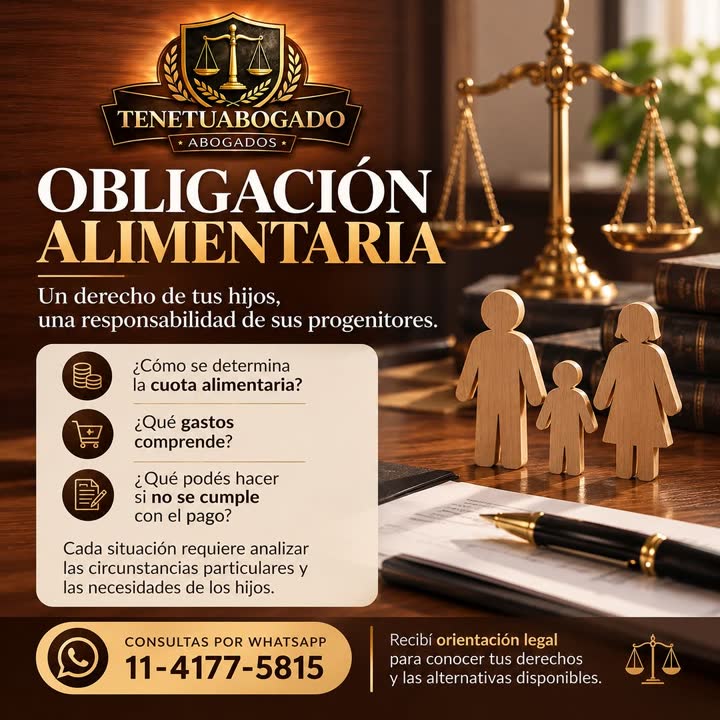 TENETUABOGADO
ABOGADOS
OBLIGACIÓN
ALIMENTARIA
Un derecho de tus hijos,
una responsabilidad de sus progenitores.
¿Cómo se determina
la cuota alimentaria?
¿Qué gastos
comprende?
¿Qué podés hacer
si no se cumple
con el pago?
Cada situación requiere analizar
las circunstancias particulares y
las necesidades de los hijos.
CONSULTAS POR WHATSAPP
11-4177-5815
Recibí orientación legal
para conocer tus derechos
y las alternativas disponibles.